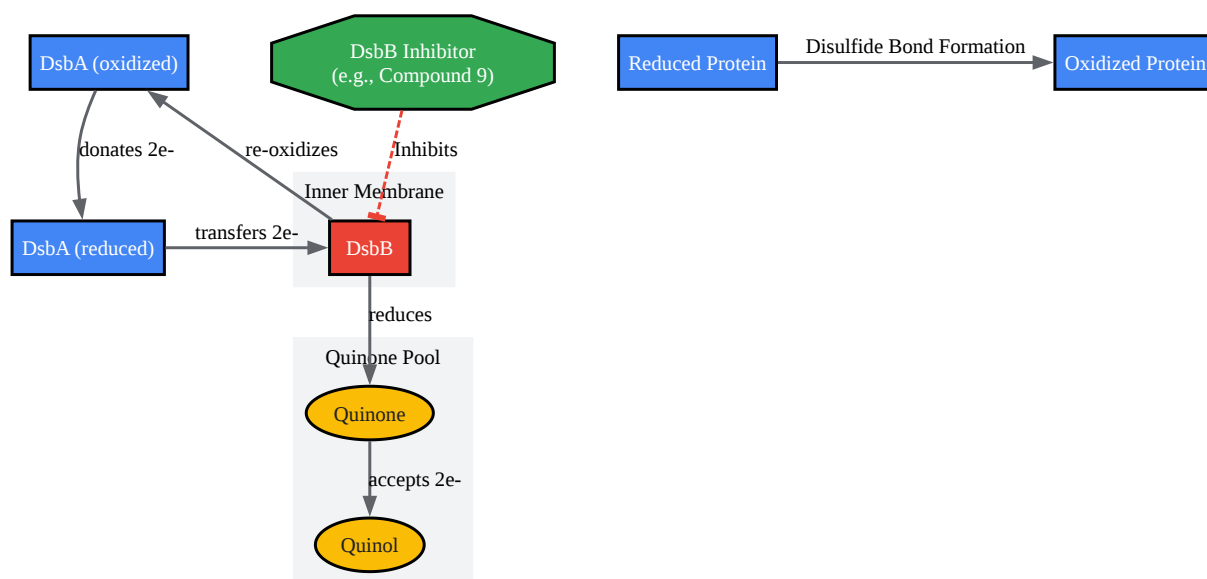 DsbA (oxidized)
DsbB Inhibitor
(e.g., Compound 9)
Reduced Protein
Disulfide Bond Formation
Oxidized Protein
donates 2e-
re-oxidizes
Inhibits
Inner Membrane
DsbA (reduced)
transfers 2e-
DsbB
reduces
Quinone Pool
Quinone
accepts 2e-
Quinol